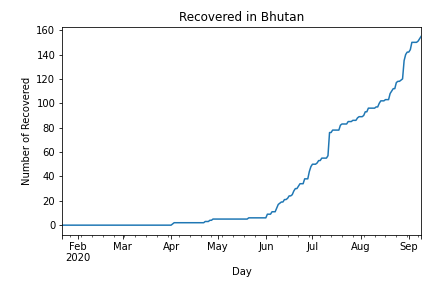 Recovered in Bhutan
160
140
120
100
80
60
40
20
0
Number of Recovered
Feb Mar Apr May Jun Jul Aug Sep
2020
Day